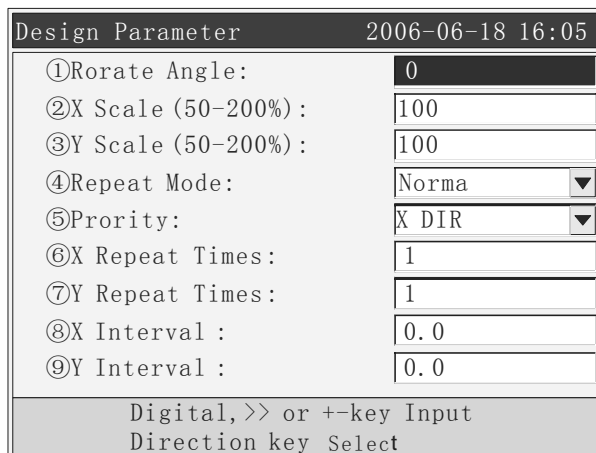 Design Parameter 2006-06-18 16:05
①Rorate Angle: 0
②X Scale(50-200%): 100
③Y Scale(50-200%): 100
④Repeat Mode: Norma
⑤Prority: X DIR
⑥X Repeat Times: 1
⑦Y Repeat Times: 1
⑧X Interval : 0.0
⑨Y Interval : 0.0
Digital,>> or +-key Input
Direction key Select